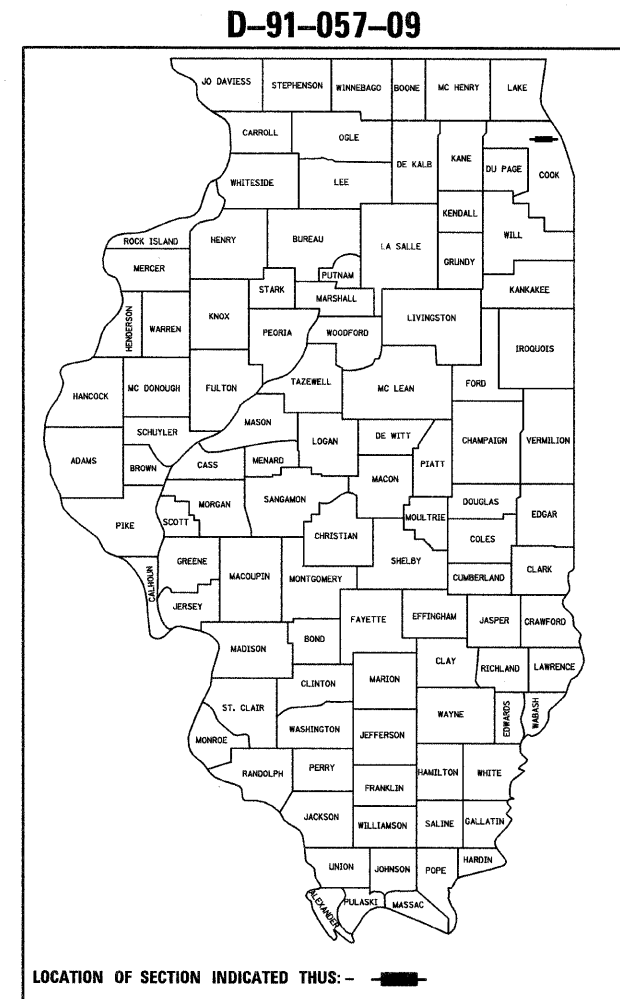 D-91-057-09
JO DAVIESS STEPHENSON WINNEBAGO BOONE MC HENRY LAKE
CARROLL OGLE
DE KALB KANE DU PAGE COOK
WHITESIDE LEE
KENDALL
ROCK ISLAND HENRY BUREAU LA SALLE WILL
MERCER PUTNAM GRUNDY
STARK MARSHALL KANKAKEE
HENDERSON WARREN KNOX PEORIA WOODFORD LIVINGSTON
IROQUOIS
HANCOCK MC DONOUGH FULTON TAZEWELL MC LEAN FORD
MASON
SCHUYLER LOGAN DE WITT CHAMPAIGN VERMILION
ADAMS BROWN CASS MENARD PIATT
MACON
MORGAN SANGAMON DOUGLAS
PIKE SCOTT MOULTRIE EDGAR
CHRISTIAN COLES
GREENE SHELBY
CALHOUN MACOUPIN MONTGOMERY CUMBERLAND CLARK
JERSEY
FAYETTE EFFINGHAM JASPER CRAWFORD
MADISON BOND
CLAY RICHLAND LAWRENCE
CLINTON MARION
ST. CLAIR WAYNE EDWARDS WABASH
WASHINGTON JEFFERSON
MONROE
RANDOLPH PERRY HAMILTON WHITE
FRANKLIN
JACKSON WILLIAMSON SALINE GALLATIN
UNION JOHNSON POPE HARDIN
ALEXANDER PULASKI MASSAC
LOCATION OF SECTION INDICATED THUS: -